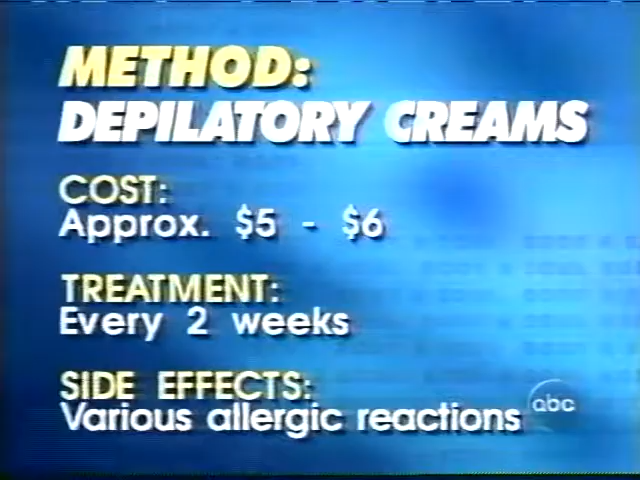 METHOD:
DEPILATORY CREAMS
COST:
Approx. $5 - $6
TREATMENT:
Every 2 weeks
SIDE EFFECTS:
Various allergic reactions
abc